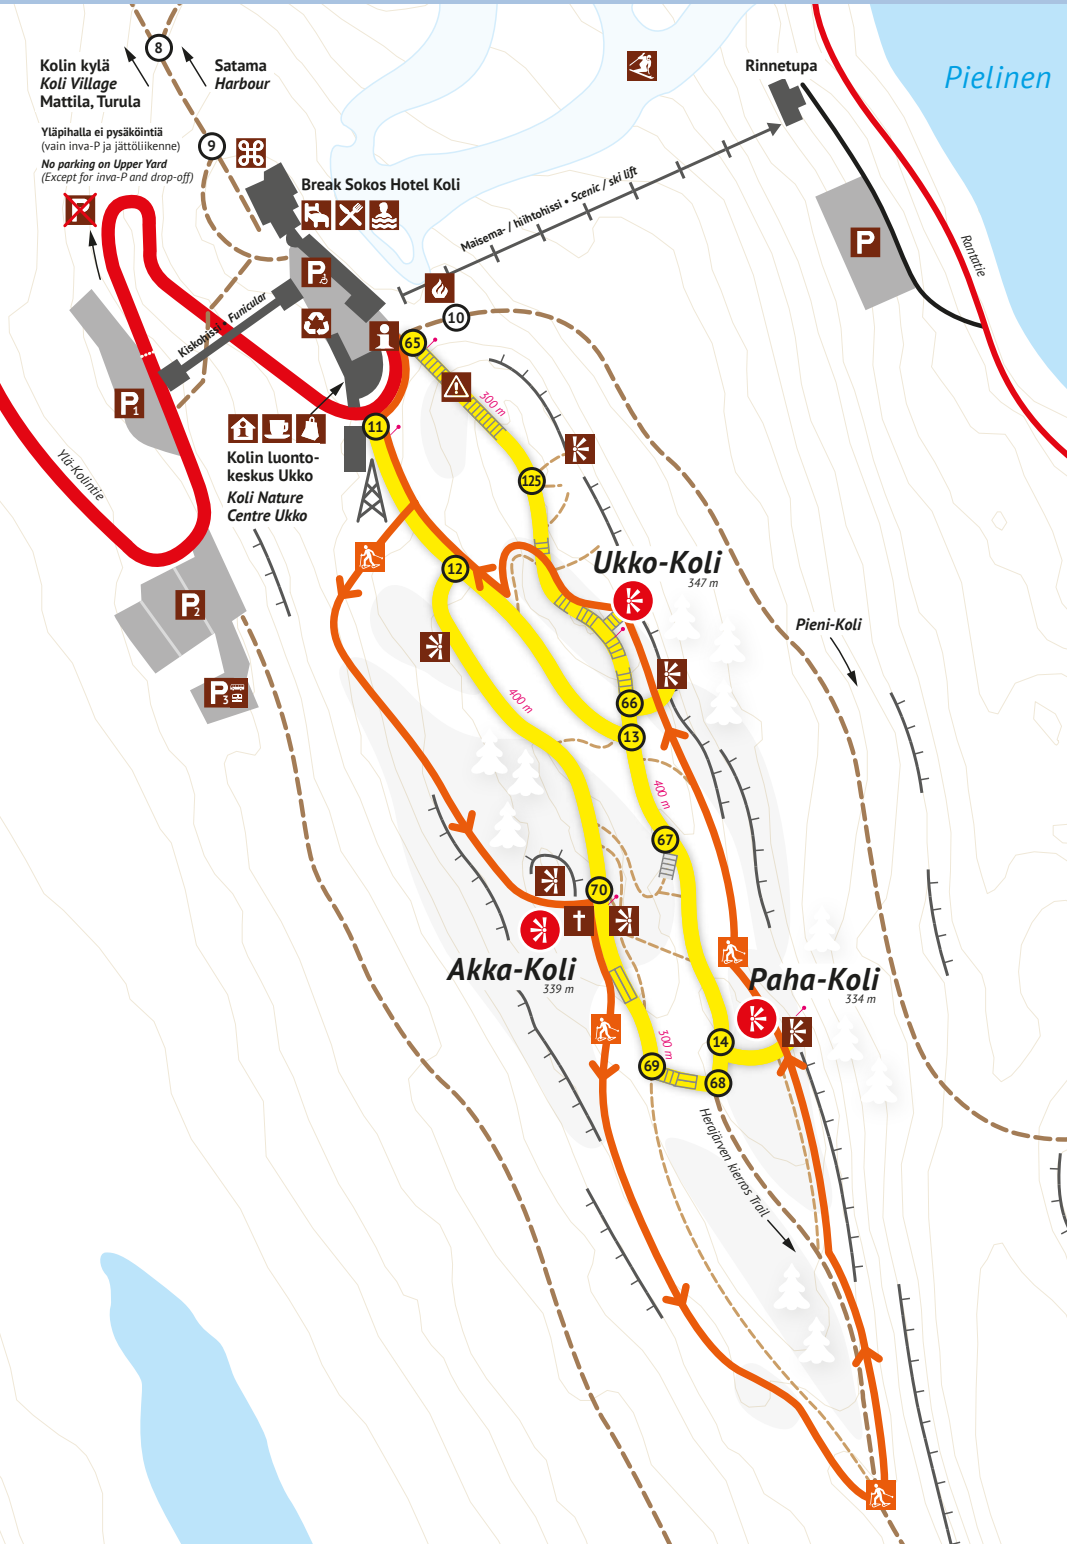 8
Kolin kylä
Koli Village
Mattila, Turula
Satama
Harbour
Rinnetupa
Pielinen
Yläpihalla ei pysäköintiä
(vain inva-P ja jättöliikenne)
No parking on Upper Yard
(Except for inva-P and drop-off)
9
P
Break Sokos Hotel Koli
Maisema- / hiihtohissi • Scenic / ski lift
P
Rantatie
P
Kiskohissi • Funicular
10
65
300 m
P1
11
Kolin luonto-
keskus Ukko
Koli Nature
Centre Ukko
Ylä-Kolintie
125
12
Ukko-Koli
347 m
P2
Pieni-Koli
P3
400 m
66
13
400 m
67
70
Akka-Koli
339 m
Paha-Koli
334 m
300 m
14
69
68
Herajärven kierros Trail